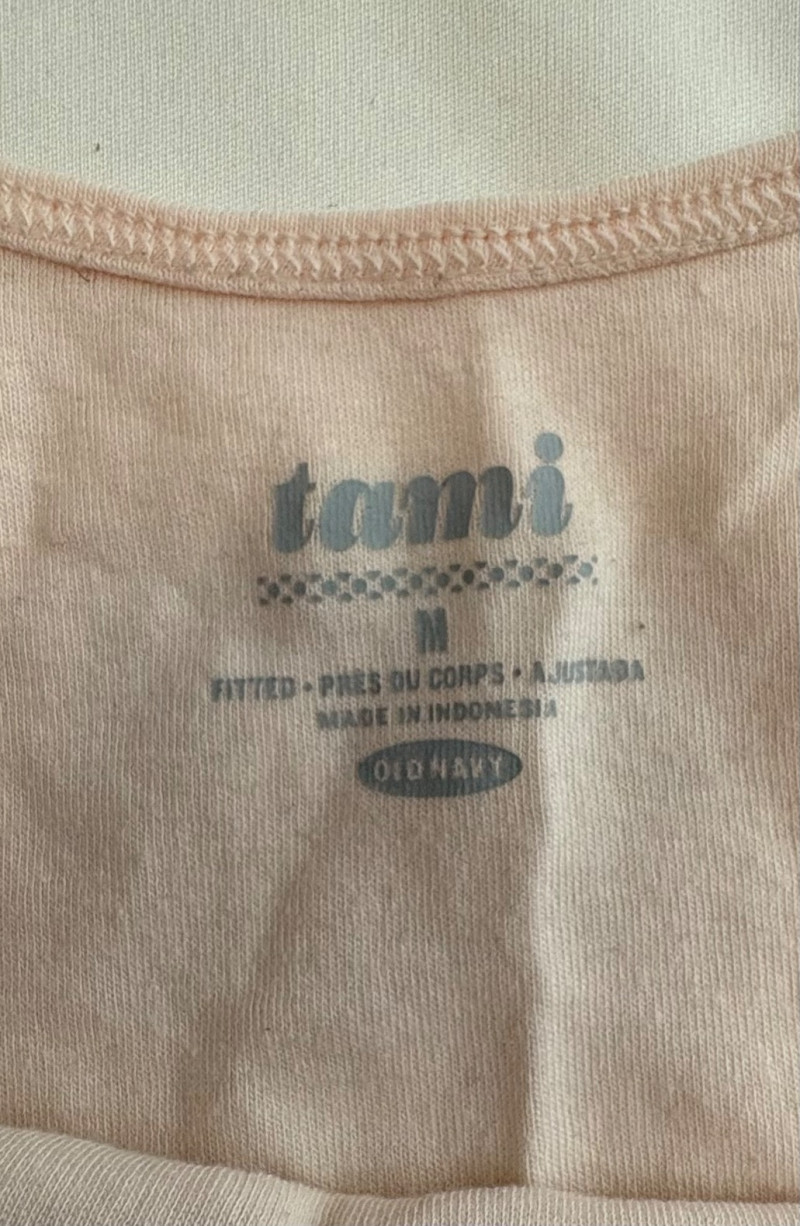 tami
M
FITTED • PRÈS DU CORPS • AJUSTADA
MADE IN INDONESIA
OLD NAVY